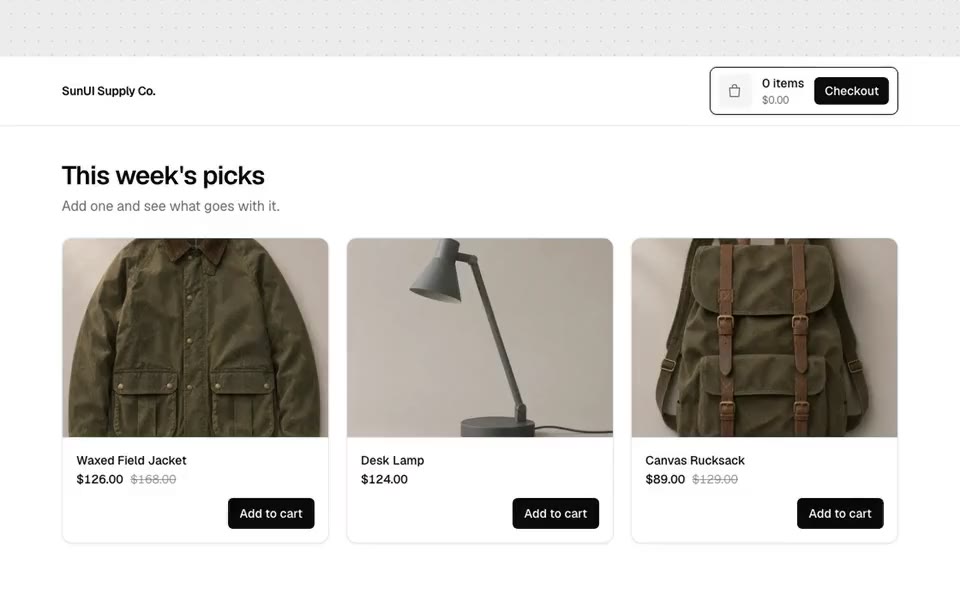 SunUI Supply Co.
0 items
$0.00
Checkout
This week's picks
Add one and see what goes with it.
Waxed Field Jacket
$126.00 $168.00
Add to cart
Desk Lamp
$124.00
Add to cart
Canvas Rucksack
$89.00 $129.00
Add to cart